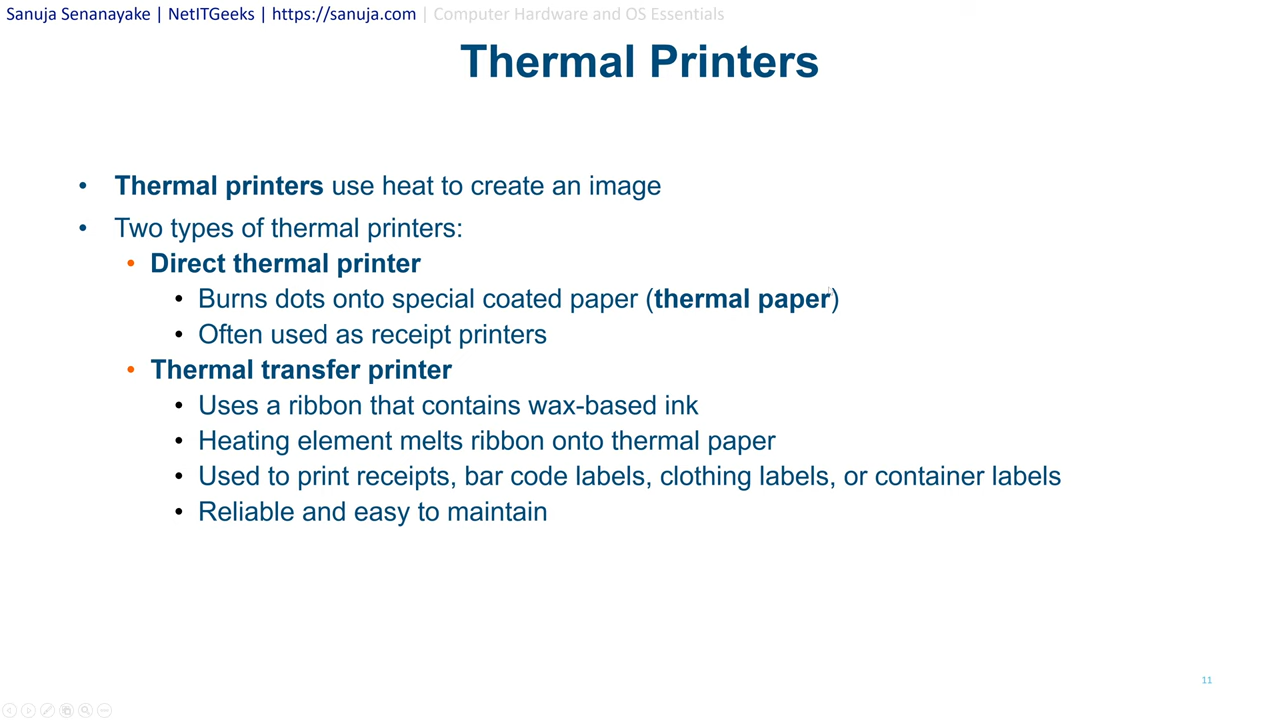 Sanuja Senanayake | NetITGeeks | https://sanuja.com | Computer Hardware and OS Essentials
Thermal Printers
• Thermal printers use heat to create an image
• Two types of thermal printers:
• Direct thermal printer
• Burns dots onto special coated paper (thermal paper)
• Often used as receipt printers
• Thermal transfer printer
• Uses a ribbon that contains wax-based ink
• Heating element melts ribbon onto thermal paper
• Used to print receipts, bar code labels, clothing labels, or container labels
• Reliable and easy to maintain
11